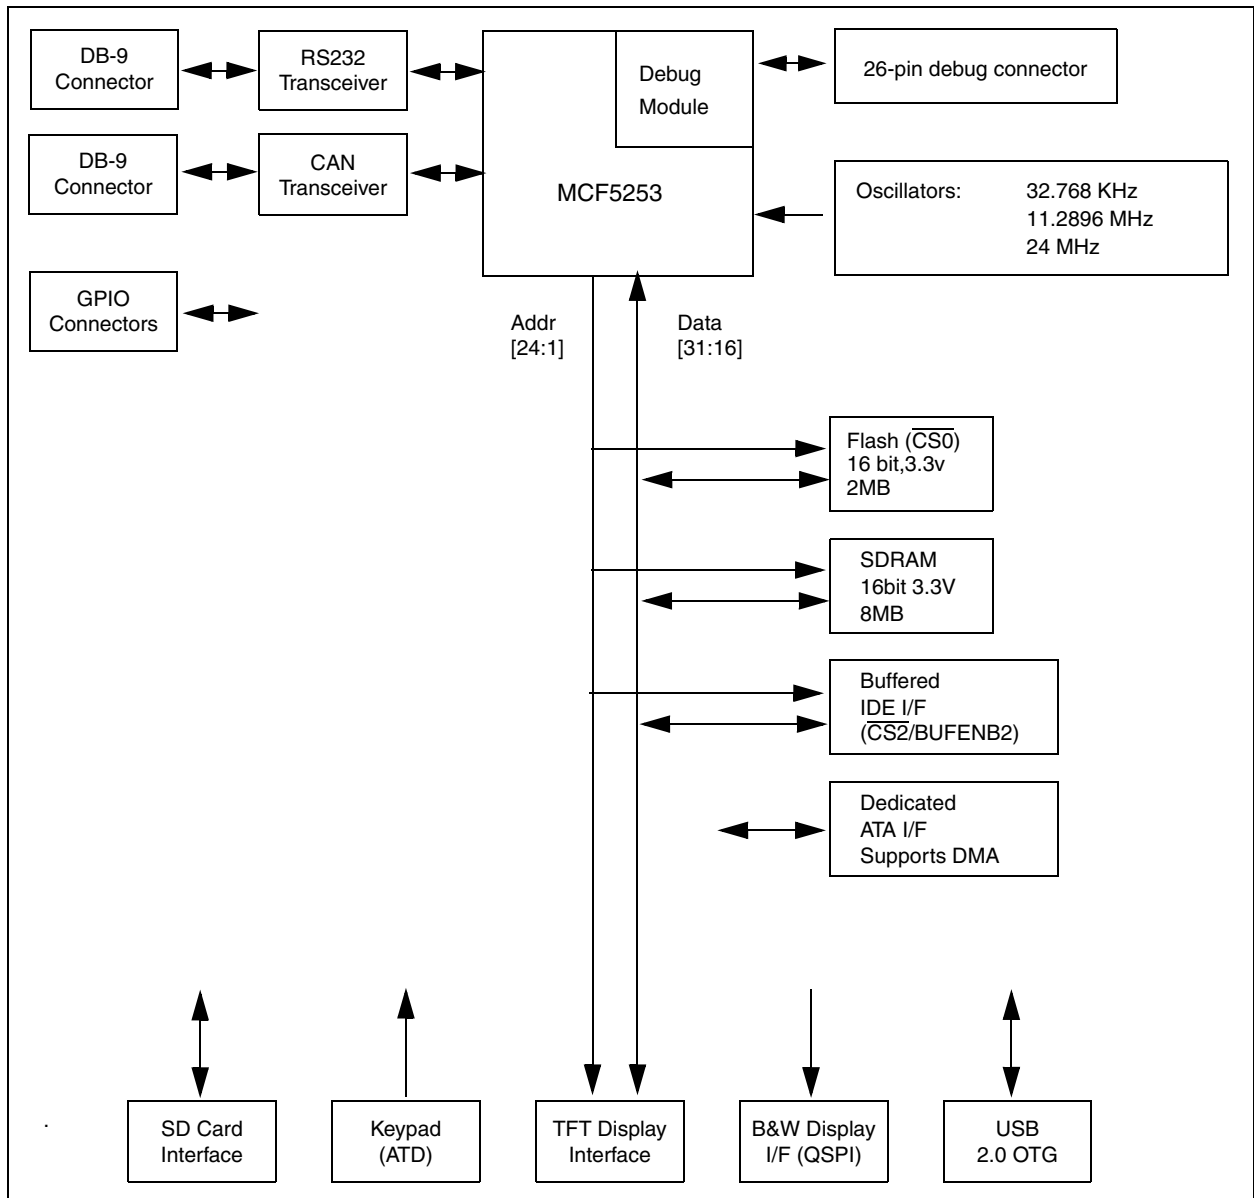 DB-9
Connector
RS232
Transceiver
Debug
Module
26-pin debug connector
DB-9
Connector
CAN
Transceiver
MCF5253
Oscillators: 32.768 KHz
11.2896 MHz
24 MHz
GPIO
Connectors
Addr
[24:1]
Data
[31:16]
Flash (CS0)
16 bit,3.3v
2MB
SDRAM
16bit 3.3V
8MB
Buffered
IDE I/F
(CS2/BUFENB2)
Dedicated
ATA I/F
Supports DMA
SD Card
Interface
Keypad
(ATD)
TFT Display
Interface
B&W Display
I/F (QSPI)
USB
2.0 OTG
.